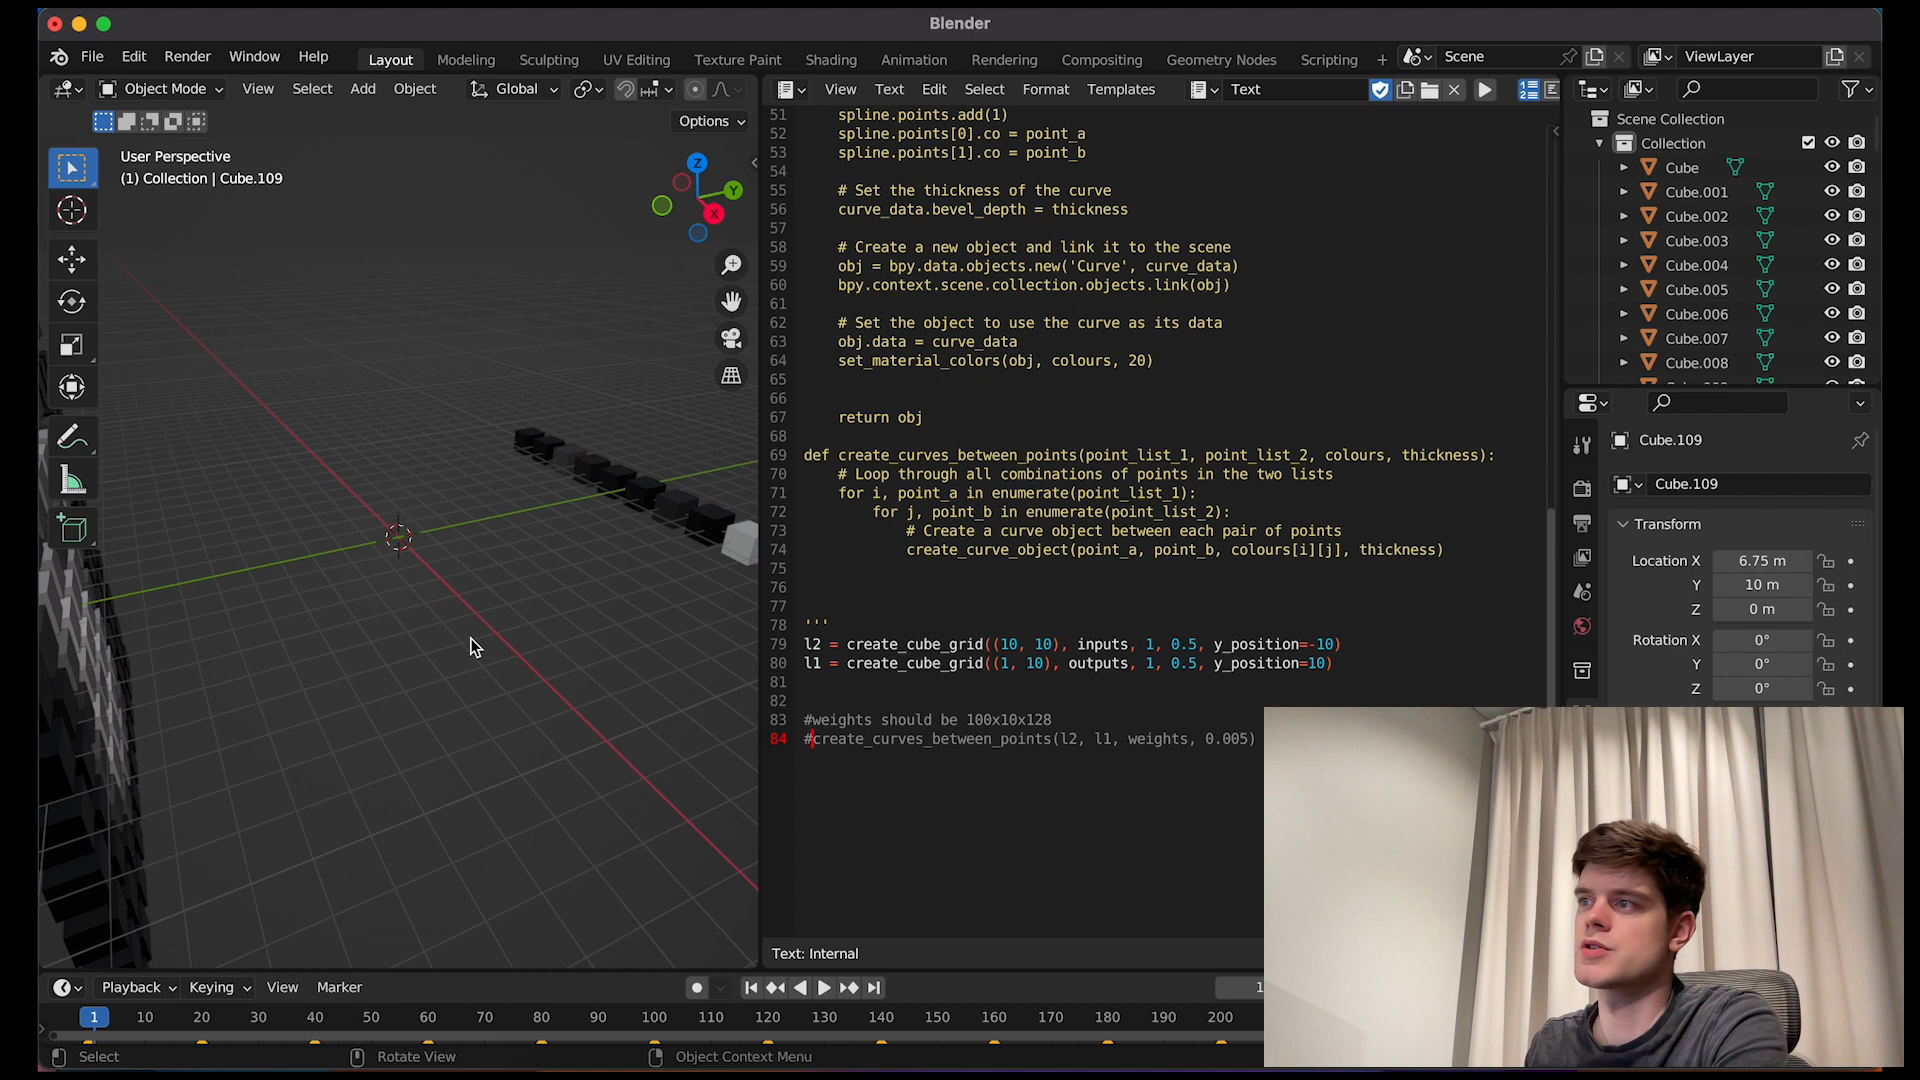 Blender
File Edit Render Window Help Layout Modeling Sculpting UV Editing Texture Paint Shading Animation Rendering Compositing Geometry Nodes Scripting + Scene ViewLayer
Object Mode View Select Add Object Global
View Text Edit Select Format Templates Text
Options
User Perspective
(1) Collection | Cube.109
Z
Y
X
51 spline.points.add(1)
52 spline.points[0].co = point_a
53 spline.points[1].co = point_b
54
55 # Set the thickness of the curve
56 curve_data.bevel_depth = thickness
57
58 # Create a new object and link it to the scene
59 obj = bpy.data.objects.new('Curve', curve_data)
60 bpy.context.scene.collection.objects.link(obj)
61
62 # Set the object to use the curve as its data
63 obj.data = curve_data
64 set_material_colors(obj, colours, 20)
65
66
67 return obj
68
69 def create_curves_between_points(point_list_1, point_list_2, colours, thickness):
70 # Loop through all combinations of points in the two lists
71 for i, point_a in enumerate(point_list_1):
72 for j, point_b in enumerate(point_list_2):
73 # Create a curve object between each pair of points
74 create_curve_object(point_a, point_b, colours[i][j], thickness)
75
76
77
78 '''
79 l2 = create_cube_grid((10, 10), inputs, 1, 0.5, y_position=-10)
80 l1 = create_cube_grid((1, 10), outputs, 1, 0.5, y_position=10)
81
82
83 #weights should be 100x10x128
84 #create_curves_between_points(l2, l1, weights, 0.005)
Text: Internal
Scene Collection
Collection
Cube
Cube.001
Cube.002
Cube.003
Cube.004
Cube.005
Cube.006
Cube.007
Cube.008
Cube.109
Cube.109
Transform
Location X 6.75 m
Y 10 m
Z 0 m
Rotation X 0°
Y 0°
Z 0°
Playback Keying View Marker 1
1 10 20 30 40 50 60 70 80 90 100 110 120 130 140 150 160 170 180 190 200
Select Rotate View Object Context Menu